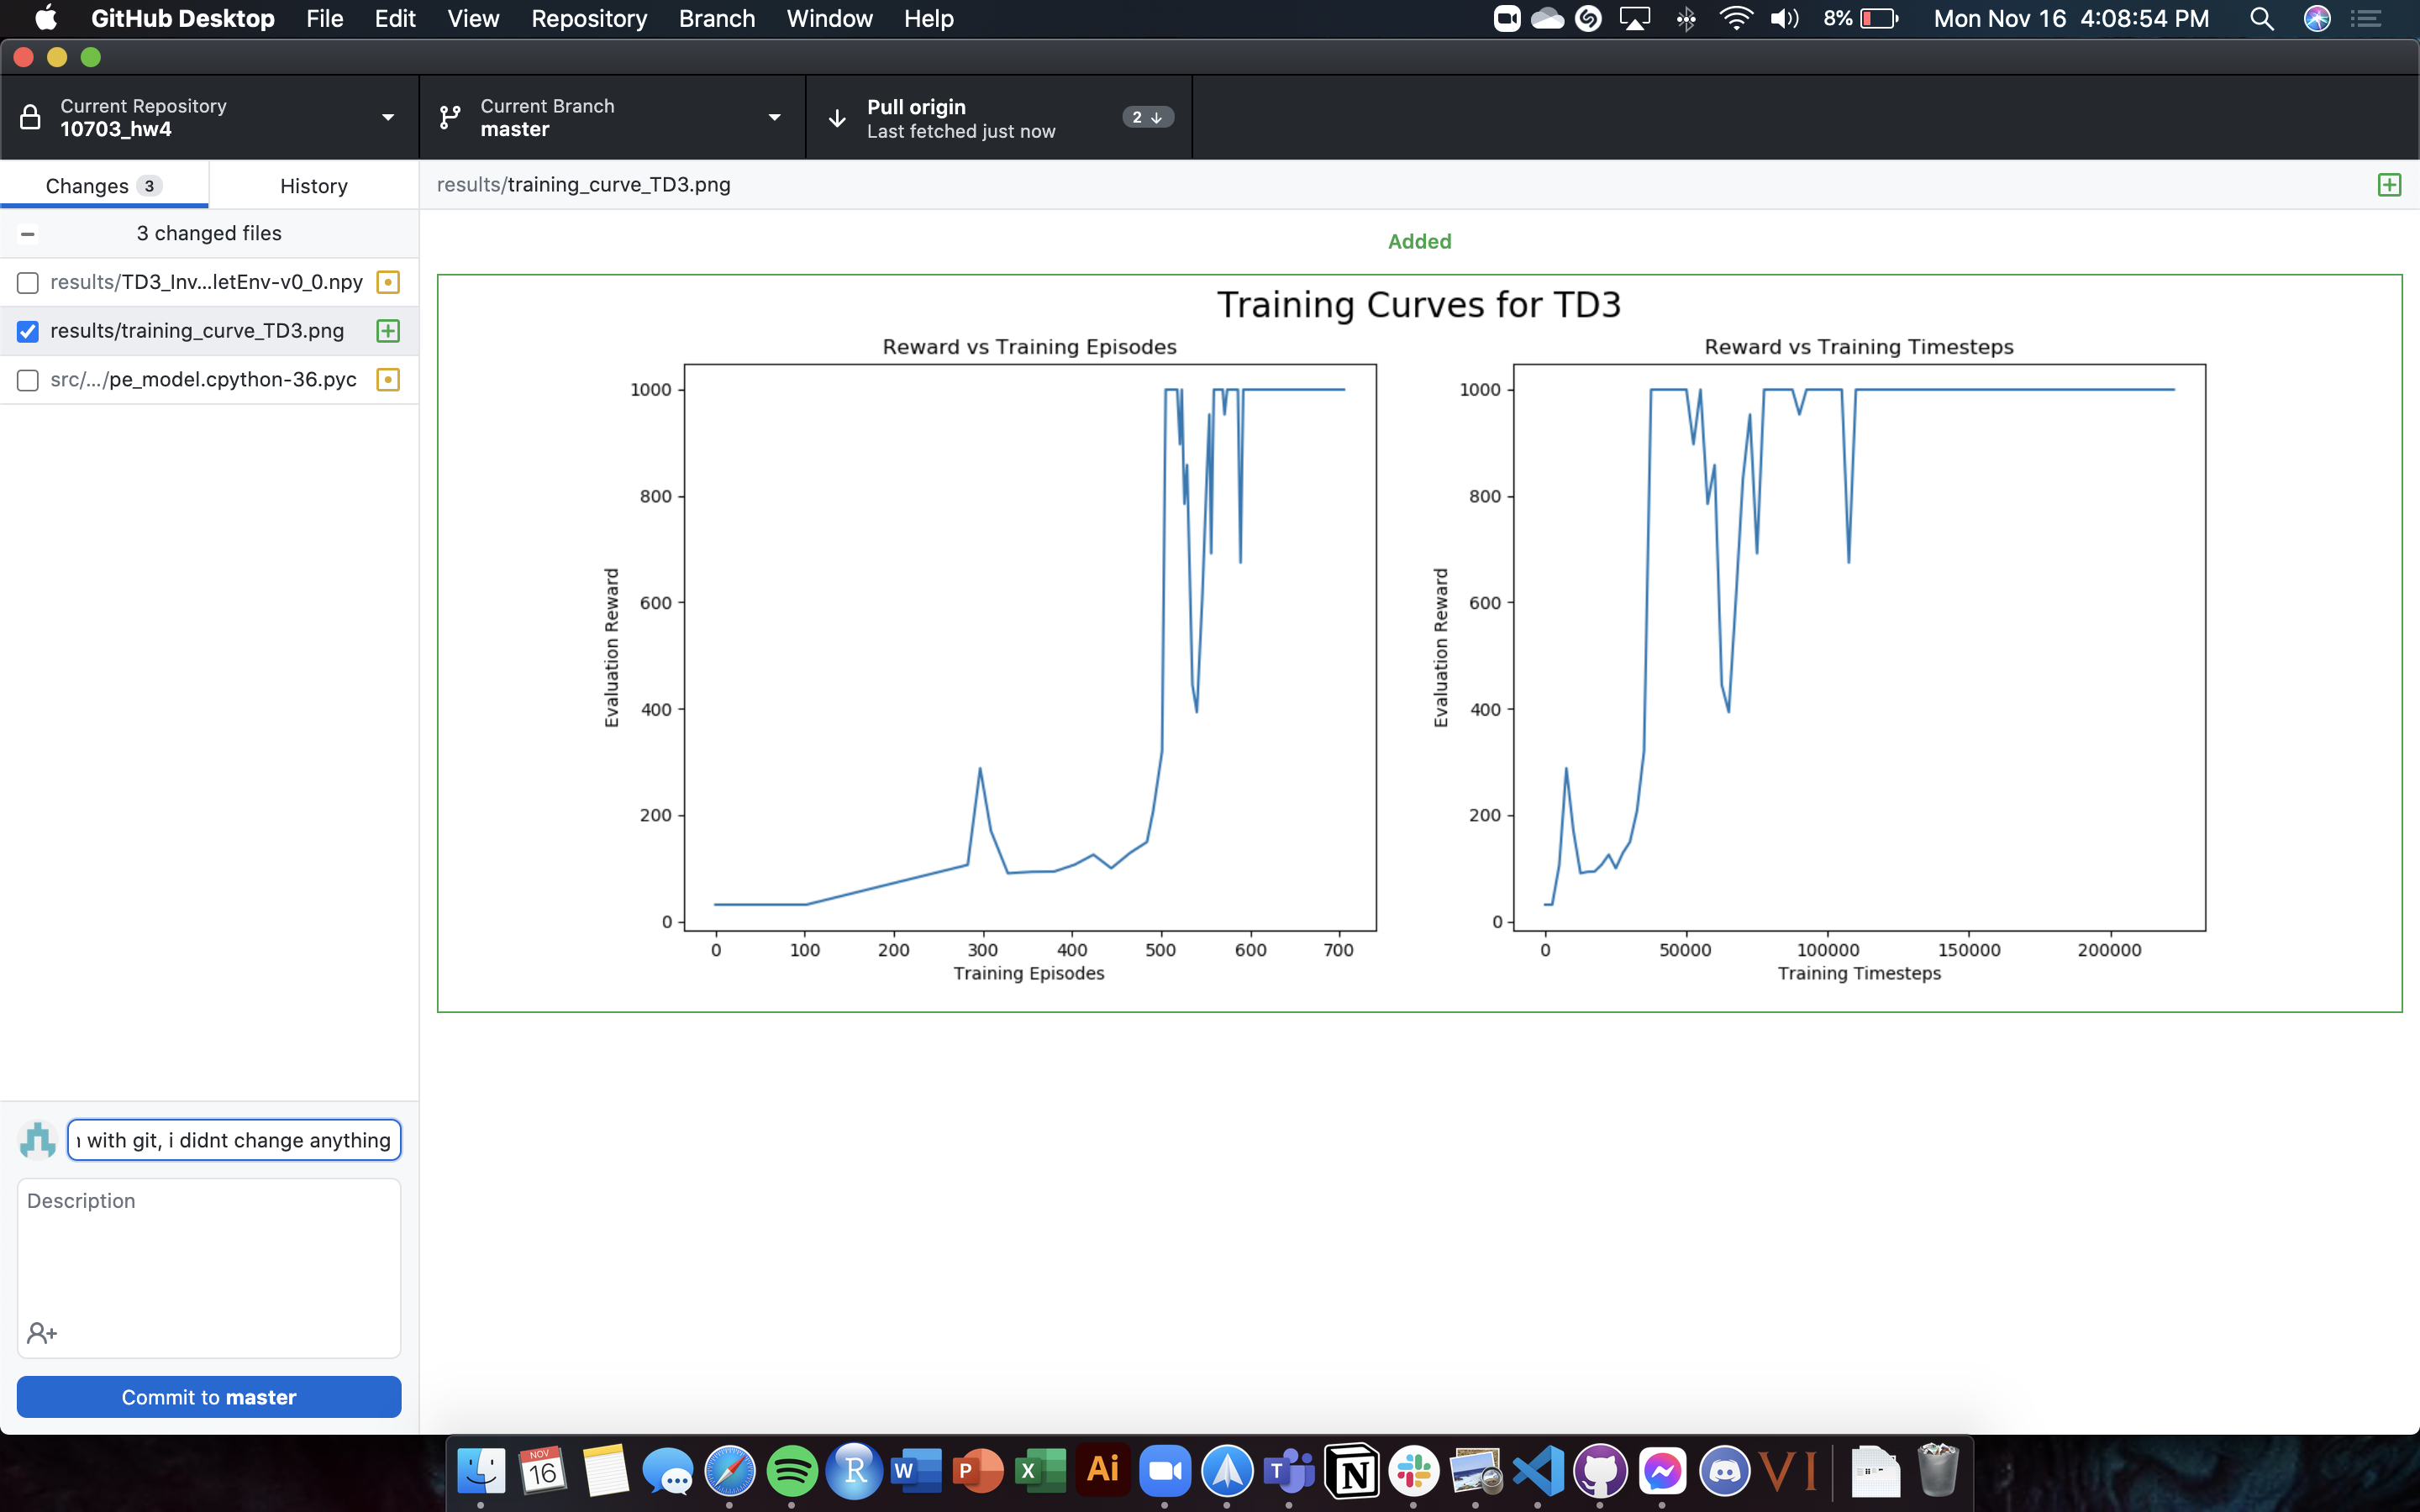 GitHub Desktop File Edit View Repository Branch Window Help 8% Mon Nov 16 4:08:54 PM
Current Repository
10703_hw4
Current Branch
master
Pull origin
Last fetched just now
2
Changes 3
History
results/training_curve_TD3.png
3 changed files
results/TD3_Inv...letEnv-v0_0.npy
results/training_curve_TD3.png
src/.../pe_model.cpython-36.pyc
Added
Training Curves for TD3
Reward vs Training Episodes
1000
800
600
400
200
0
Evaluation Reward
0 100 200 300 400 500 600 700
Training Episodes
Reward vs Training Timesteps
1000
800
600
400
200
0
Evaluation Reward
0 50000 100000 150000 200000
Training Timesteps
with git, i didnt change anything
Description
Commit to master
NOV
16
R
W
P
X
Ai
T
N
VI